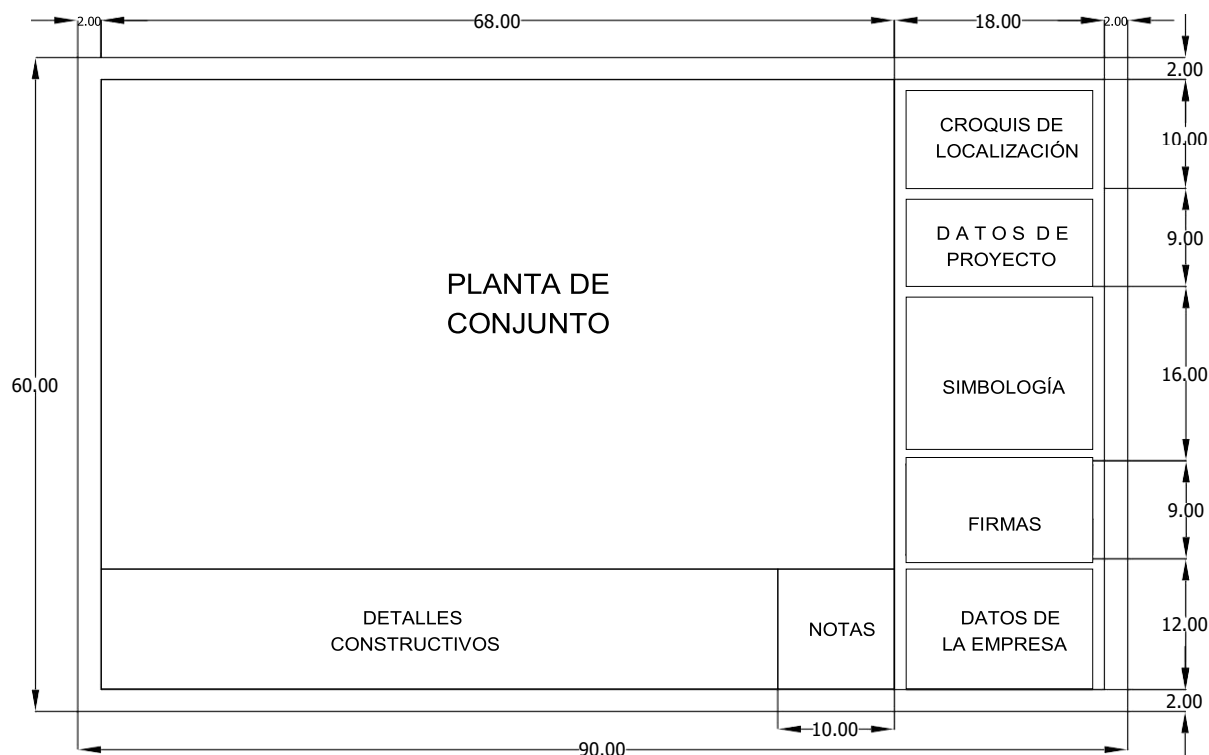 2.00
68.00
18.00
2.00
2.00
CROQUIS DE
LOCALIZACIÓN
10.00
D A T O S D E
PROYECTO
9.00
PLANTA DE
CONJUNTO
60.00
SIMBOLOGÍA
16.00
FIRMAS
9.00
DETALLES
CONSTRUCTIVOS
NOTAS
DATOS DE
LA EMPRESA
12.00
2.00
10.00
90.00